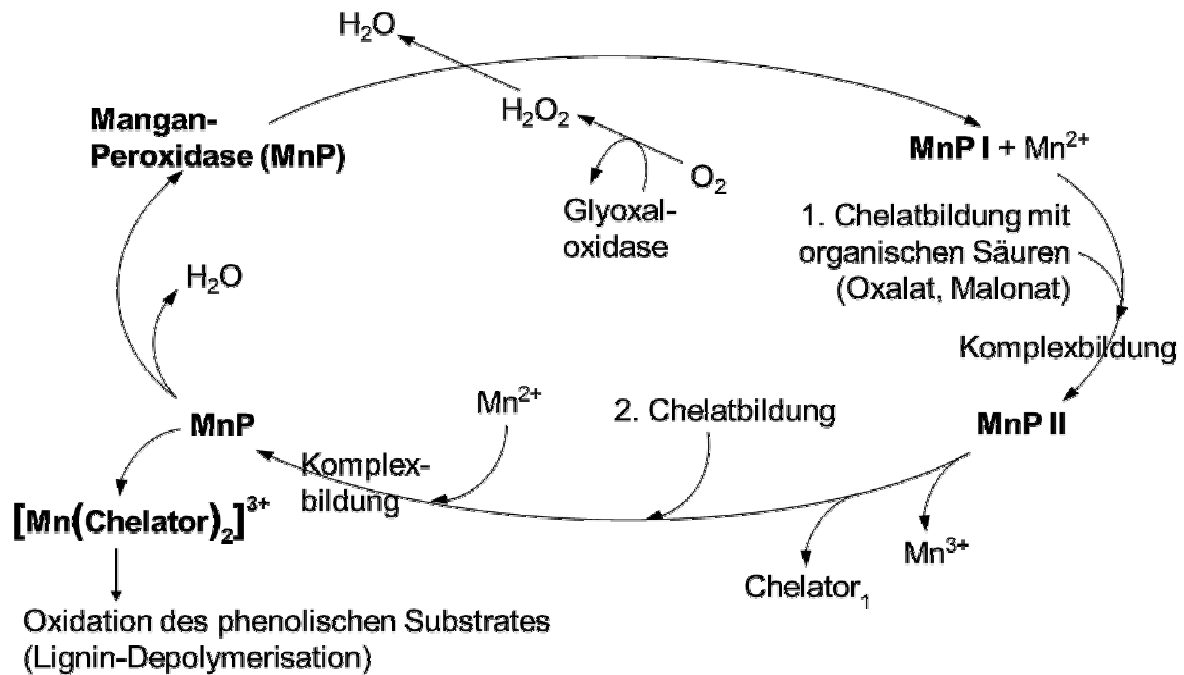 H₂O
H₂O₂
Mangan-
Peroxidase (MnP)
MnP I + Mn²⁺
O₂
Glyoxal-
oxidase
1. Chelatbildung mit
organischen Säuren
(Oxalat, Malonat)
H₂O
Komplexbildung
Mn²⁺
2. Chelatbildung
MnP
MnP II
Komplex-
bildung
[Mn(Chelator)₂]³⁺
Mn³⁺
Chelator₁
Oxidation des phenolischen Substrates
(Lignin-Depolymerisation)